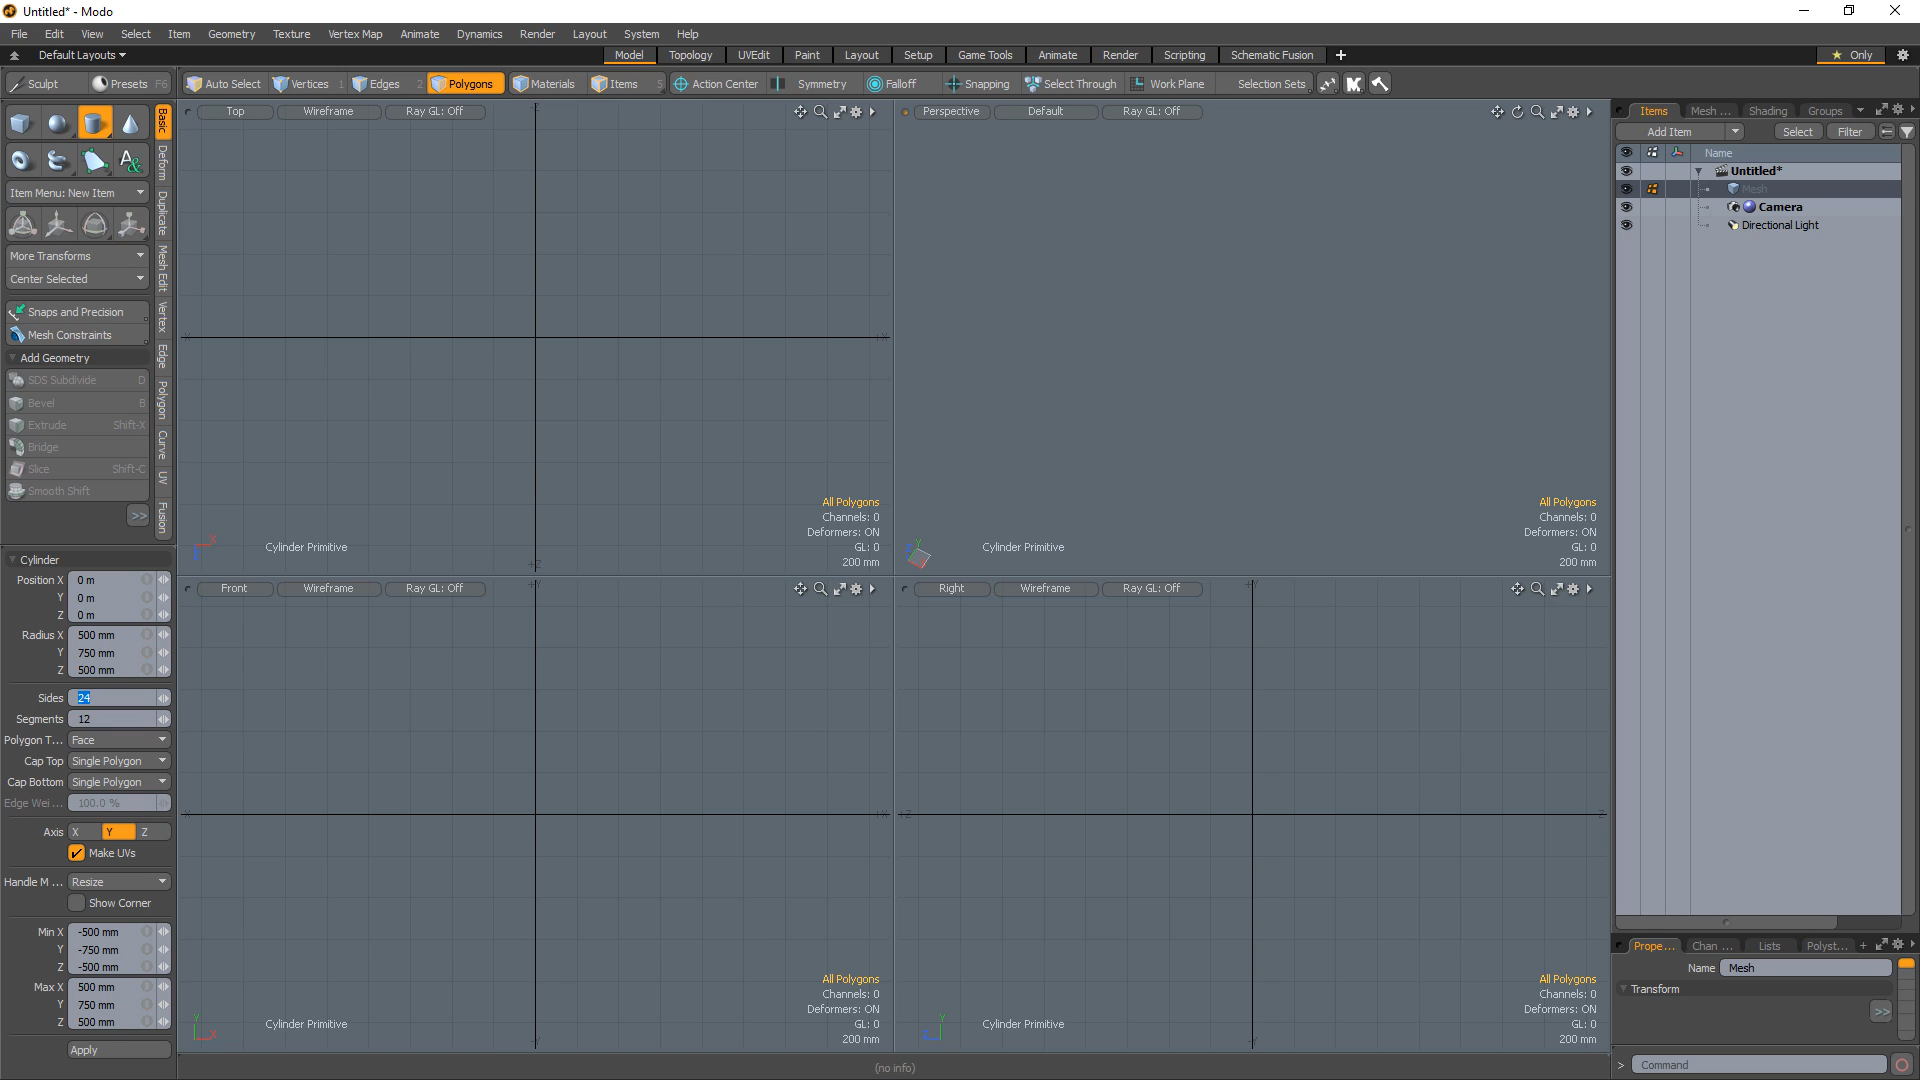 Untitled* - Modo
File Edit View Select Item Geometry Texture Vertex Map Animate Dynamics Render Layout System Help
Default Layouts Model Topology UVEdit Paint Layout Setup Game Tools Animate Render Scripting Schematic Fusion + Only
Sculpt Presets F6 Auto Select Vertices 1 Edges 2 Polygons Materials Items 5 Action Center Symmetry Falloff Snapping Select Through Work Plane Selection Sets
Basic
Deform
Duplicate
Mesh Edit
Vertex
Edge
Polygon
Curve
UV
Fusion
Item Menu: New Item
More Transforms
Center Selected
Snaps and Precision
Mesh Constraints
Add Geometry
SDS Subdivide D
Bevel B
Extrude Shift-X
Bridge
Slice Shift-C
Smooth Shift
>>
Cylinder
Position X 0 m
Y 0 m
Z 0 m
Radius X 500 mm
Y 750 mm
Z 500 mm
Sides 24
Segments 12
Polygon T... Face
Cap Top Single Polygon
Cap Bottom Single Polygon
Edge Wei ... 100.0 %
Axis X Y Z
Make UVs
Handle M ... Resize
Show Corner
Min X -500 mm
Y -750 mm
Z -500 mm
Max X 500 mm
Y 750 mm
Z 500 mm
Apply
Top Wireframe Ray GL: Off
All Polygons
Channels: 0
Deformers: ON
GL: 0
200 mm
Cylinder Primitive
Perspective Default Ray GL: Off
All Polygons
Channels: 0
Deformers: ON
GL: 0
200 mm
Cylinder Primitive
Front Wireframe Ray GL: Off
All Polygons
Channels: 0
Deformers: ON
GL: 0
200 mm
Cylinder Primitive
Right Wireframe Ray GL: Off
All Polygons
Channels: 0
Deformers: ON
GL: 0
200 mm
Cylinder Primitive
(no info)
Items Mesh ... Shading Groups
Add Item Select Filter
Name
Untitled*
Mesh
Camera
Directional Light
Prope... Chan ... Lists Polyst... +
Name Mesh
Transform
>>
> Command